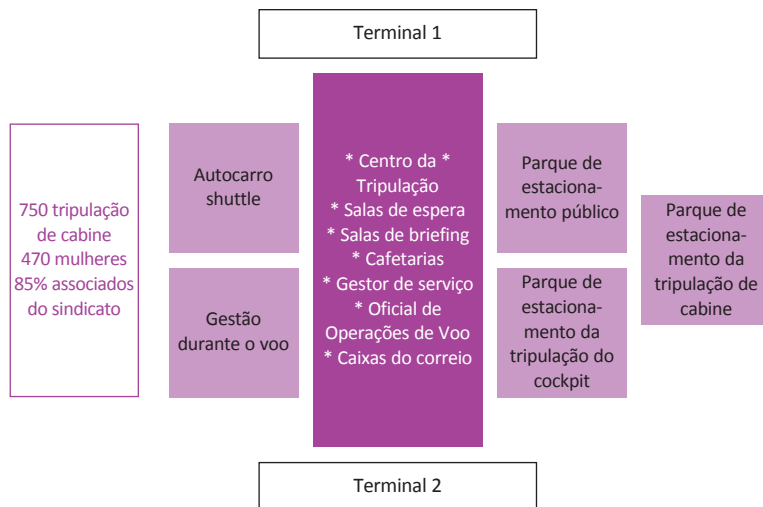 Terminal 1
750 tripulação
de cabine
470 mulheres
85% associados
do sindicato
Autocarro
shuttle
Gestão
durante o voo
* Centro da *
Tripulação
* Salas de espera
* Salas de briefing
* Cafetarias
* Gestor de serviço
* Oficial de
Operações de Voo
* Caixas do correio
Parque de
estaciona-
mento público
Parque de
estaciona-
mento da
tripulação do
cockpit
Parque de
estaciona-
mento da
tripulação de
cabine
Terminal 2